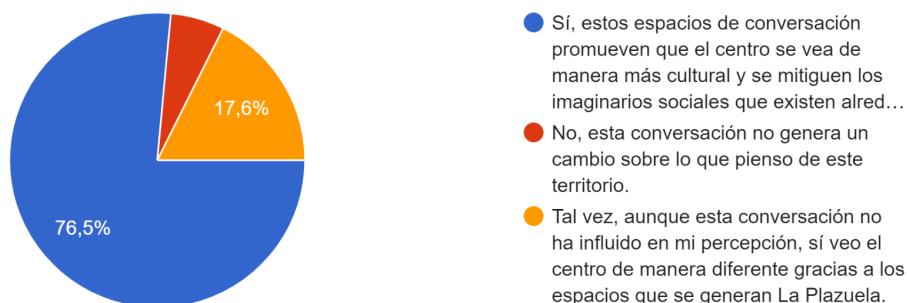 76,5%
17,6%
Sí, estos espacios de conversación
promueven que el centro se vea de
manera más cultural y se mitiguen los
imaginarios sociales que existen alred…
No, esta conversación no genera un
cambio sobre lo que pienso de este
territorio.
Tal vez, aunque esta conversación no
ha influido en mi percepción, sí veo el
centro de manera diferente gracias a los
espacios que se generan La Plazuela.